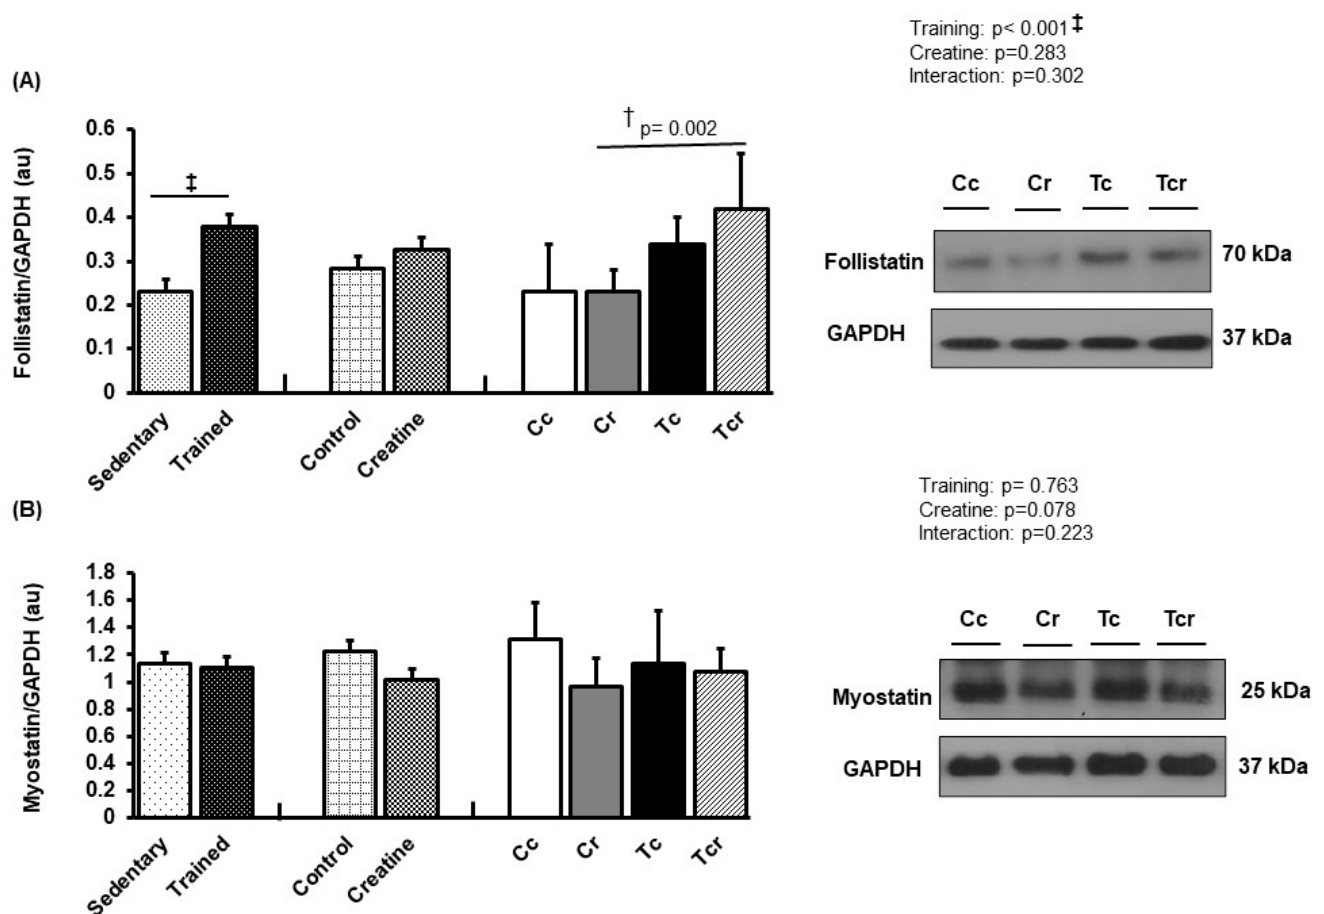 Training: p< 0.001‡
Creatine: p=0.283
Interaction: p=0.302
(A)
Follistatin/GAPDH (au)
0.6
0.5
0.4
0.3
0.2
0.1
0
‡
† p= 0.002
Sedentary
Trained
Control
Creatine
Cc
Cr
Tc
Tcr
Cc Cr Tc Tcr
Follistatin 70 kDa
GAPDH 37 kDa
Training: p= 0.763
Creatine: p=0.078
Interaction: p=0.223
(B)
Myostatin/GAPDH (au)
1.8
1.6
1.4
1.2
1
0.8
0.6
0.4
0.2
0
Sedentary
Trained
Control
Creatine
Cc
Cr
Tc
Tcr
Cc Cr Tc Tcr
Myostatin 25 kDa
GAPDH 37 kDa